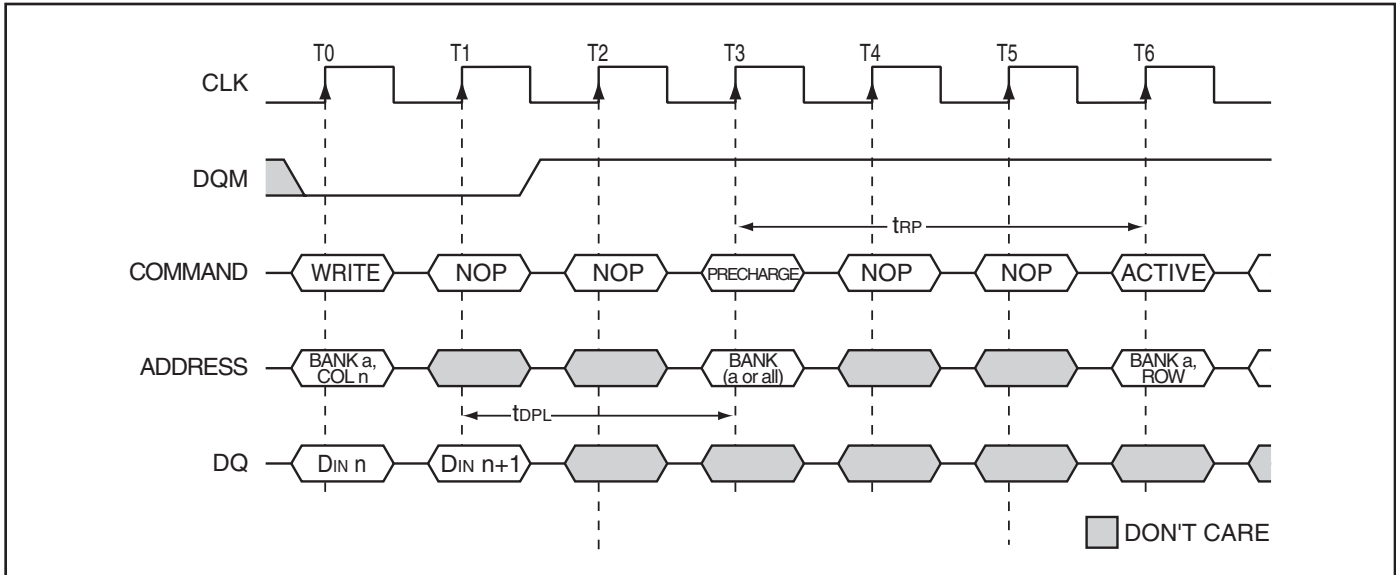 T0 T1 T2 T3 T4 T5 T6
CLK
DQM
tRP
COMMAND WRITE NOP NOP PRECHARGE NOP NOP ACTIVE
ADDRESS BANK a, COL n BANK (a or all) BANK a, ROW
tDPL
DQ DIN n DIN n+1
DON'T CARE